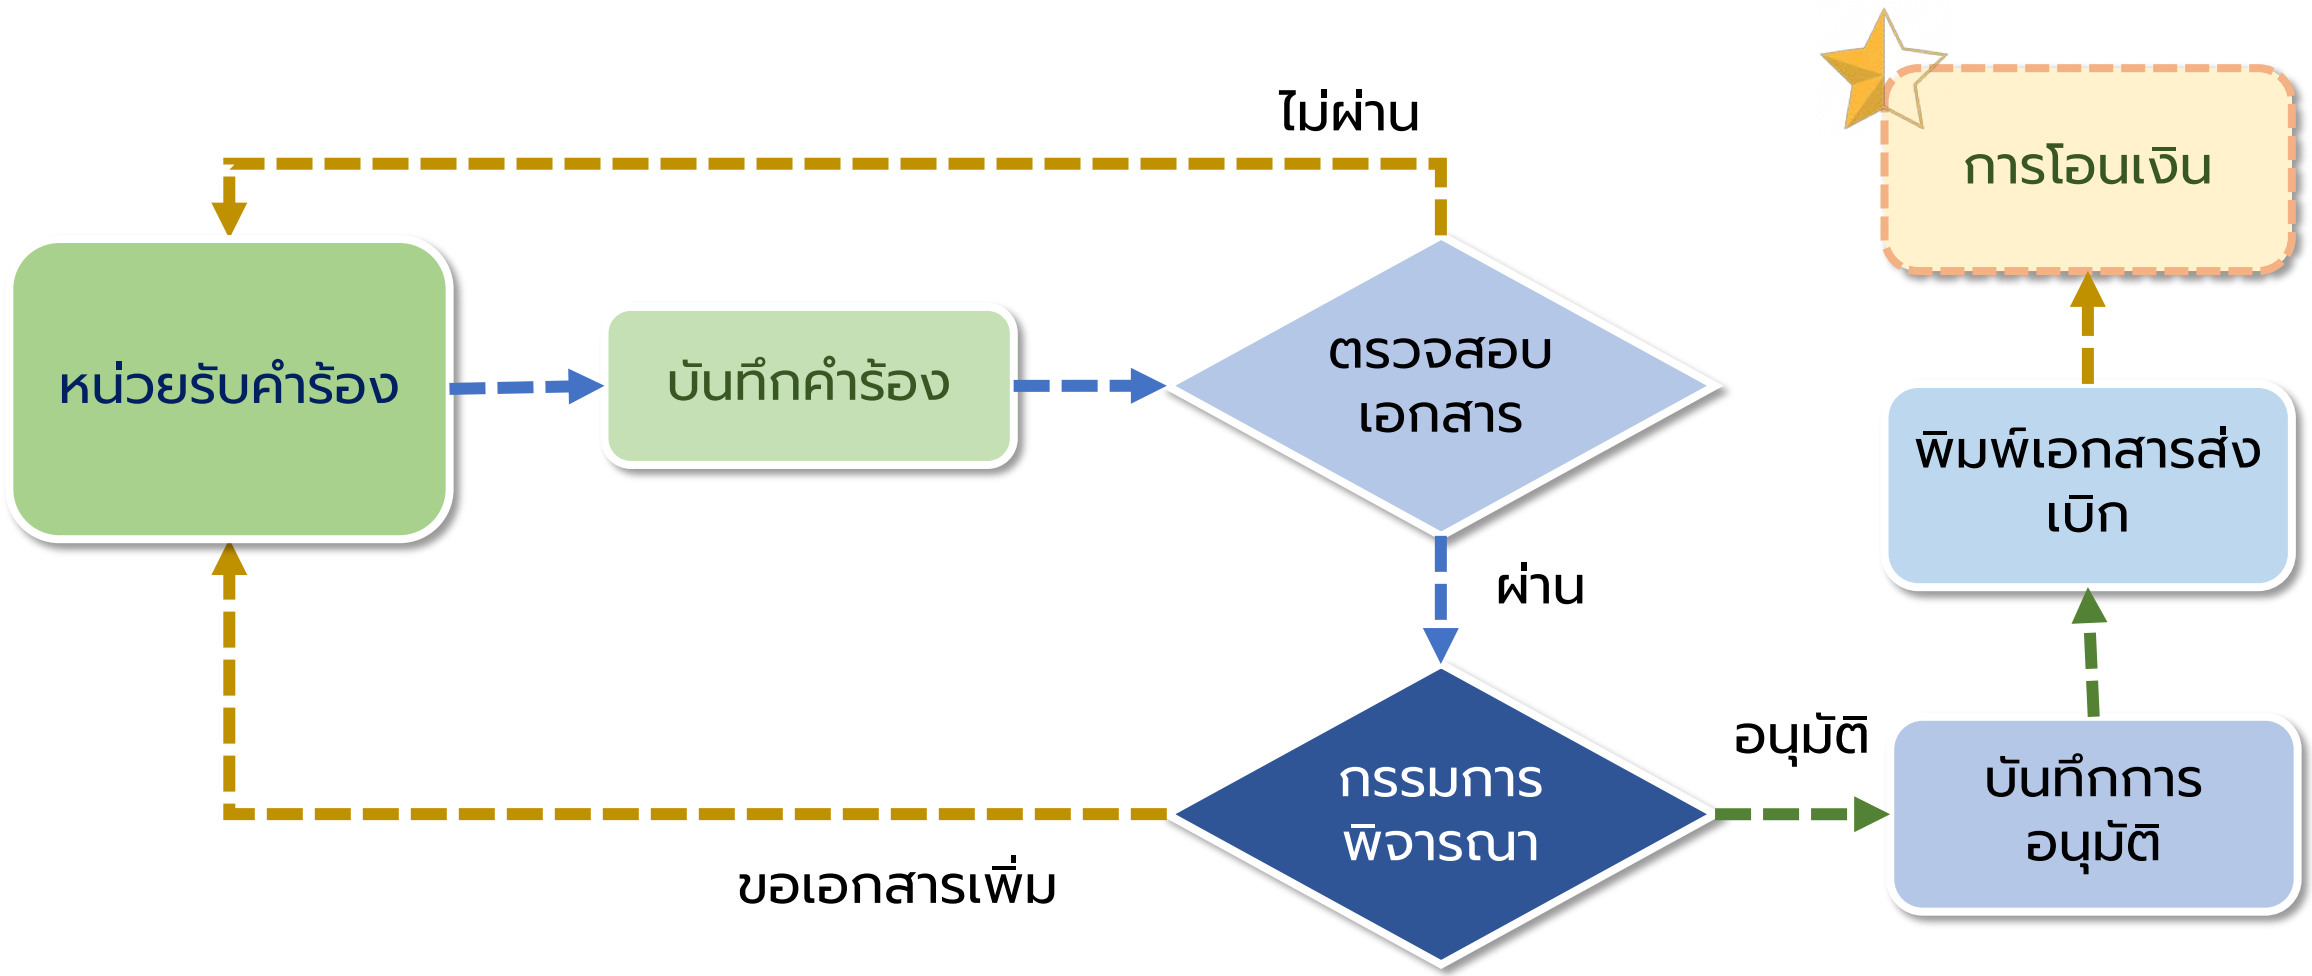 ไม่ผ่าน
การโอนเงิน
หน่วยรับคำร้อง
บันทึกคำร้อง
ตรวจสอบ
เอกสาร
พิมพ์เอกสารส่ง
เบิก
ผ่าน
อนุมัติ
กรรมการ
พิจารณา
บันทึกการ
อนุมัติ
ขอเอกสารเพิ่ม